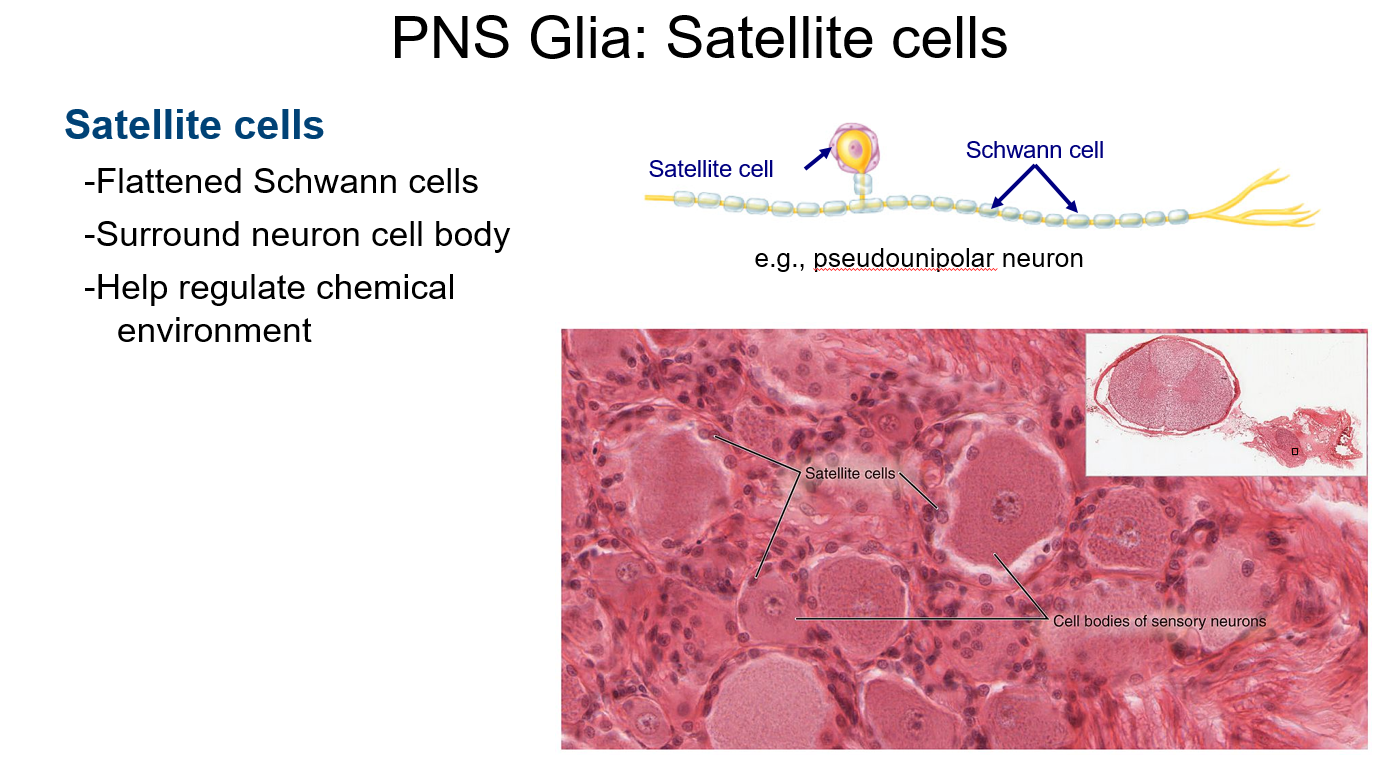 PNS Glia: Satellite cells
Satellite cells
-Flattened Schwann cells
-Surround neuron cell body
-Help regulate chemical
environment
Satellite cell
Schwann cell
e.g., pseudounipolar neuron
Satellite cells
Cell bodies of sensory neurons